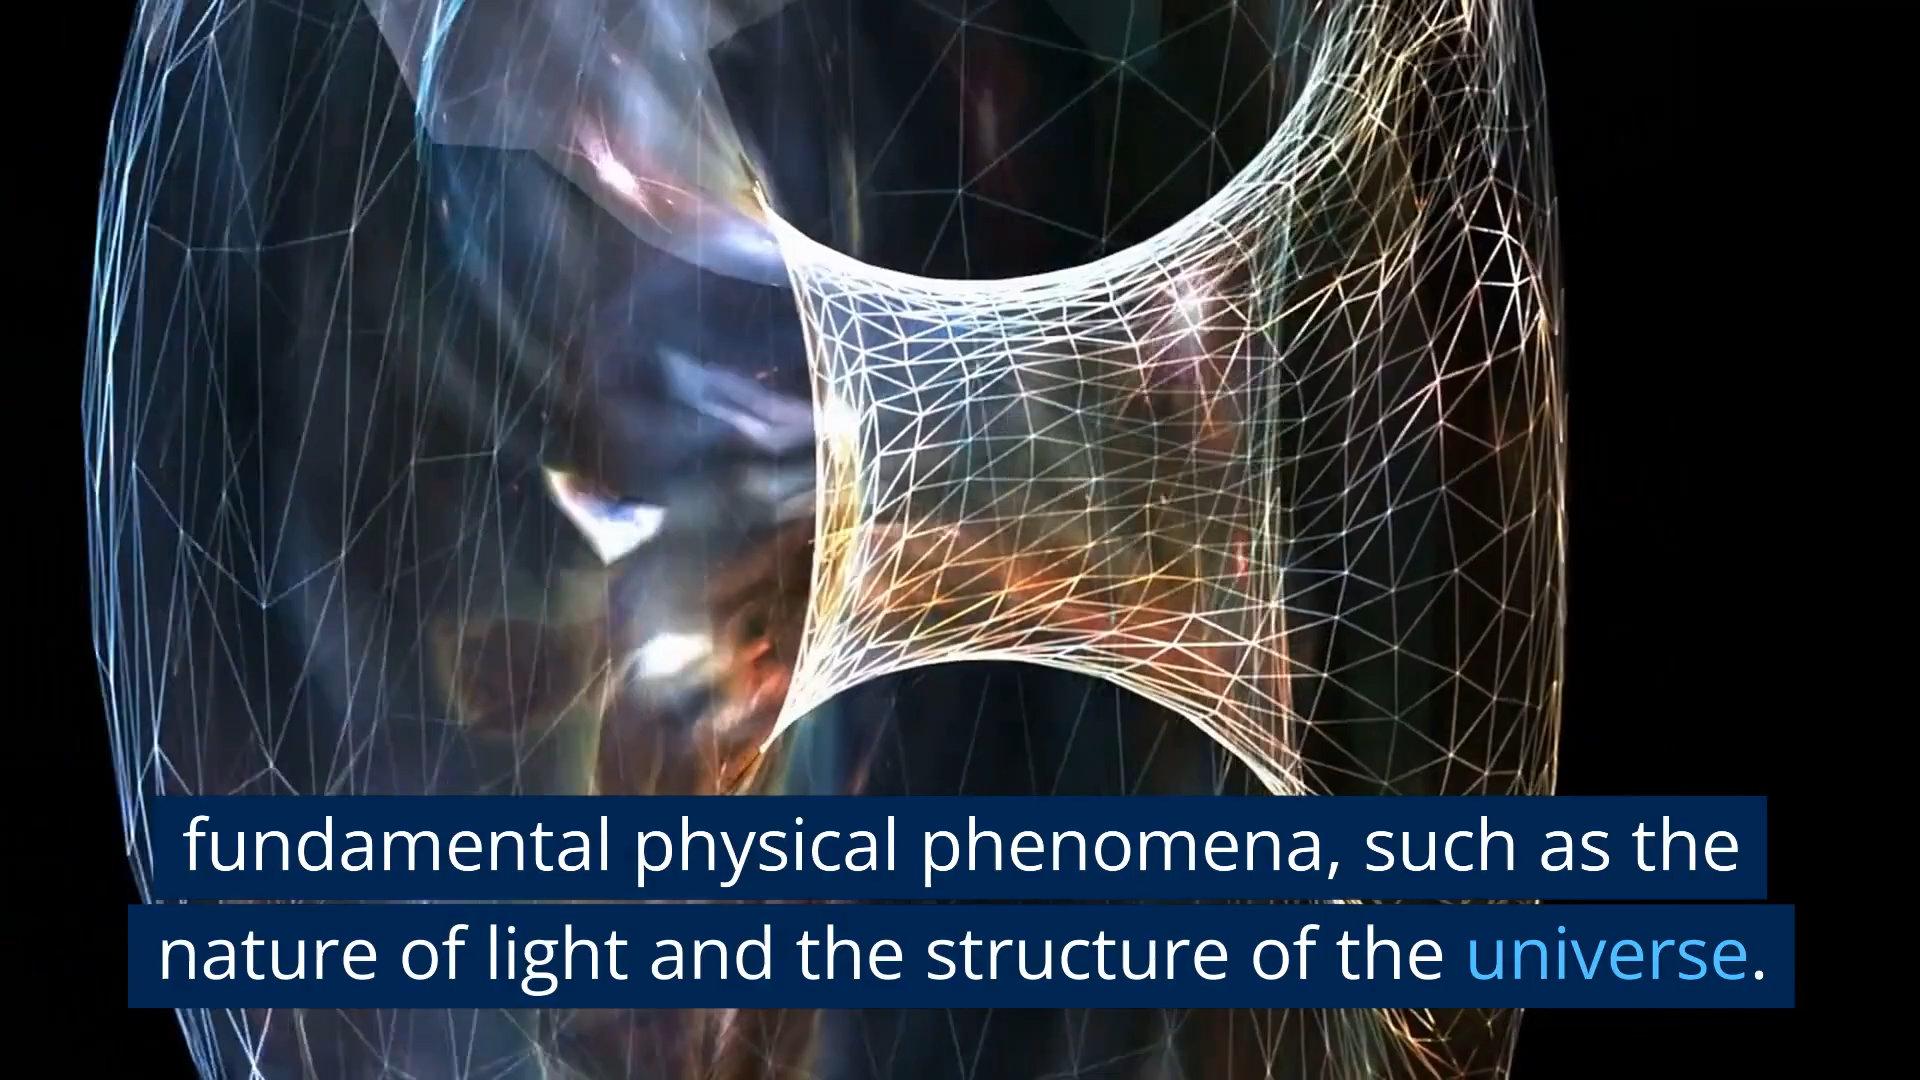 fundamental physical phenomena, such as the
nature of light and the structure of the universe.